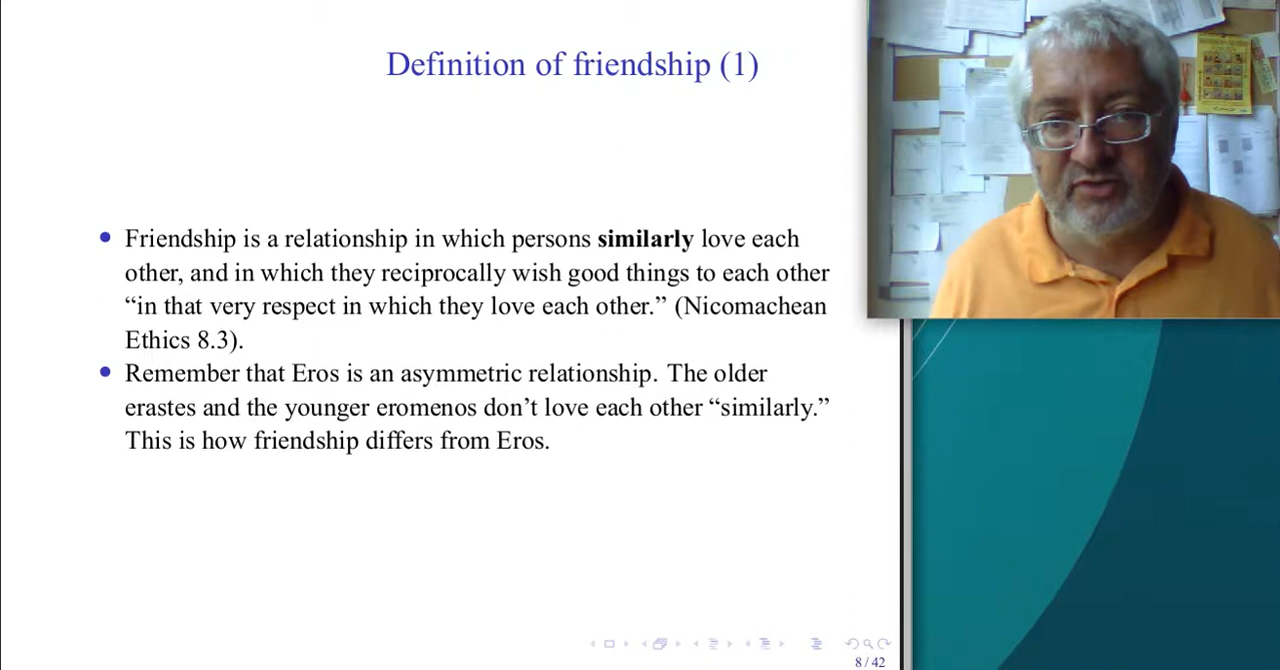 Definition of friendship (1)
• Friendship is a relationship in which persons similarly love each
other, and in which they reciprocally wish good things to each other
“in that very respect in which they love each other.” (Nicomachean
Ethics 8.3).
• Remember that Eros is an asymmetric relationship. The older
erastes and the younger eromenos don’t love each other “similarly.”
This is how friendship differs from Eros.
8 / 42